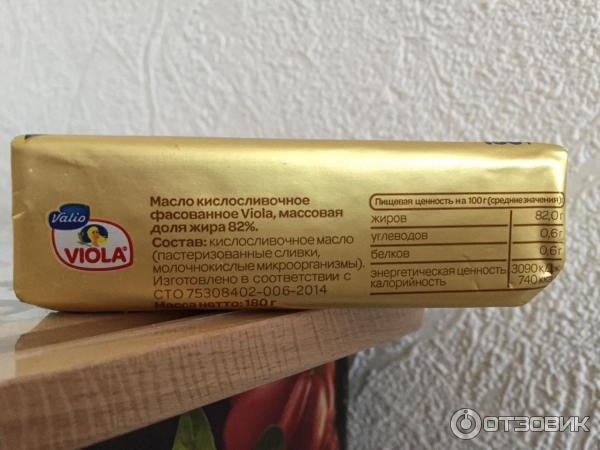 Valio
VIOLA®
Масло кислосливочное
фасованное Viola, массовая
доля жира 82%.
Состав: кислосливочное масло
(пастеризованные сливки,
молочнокислые микроорганизмы).
Изготовлено в соответствии с
СТО 75308402-006-2014
Масса нетто: 180 г
Пищевая ценность на 100 г (средние значения):
жиров 82,0 г
углеводов 0,6 г
белков 0,6 г
энергетическая ценность 3090
калорийность 740
ОТЗОВИК